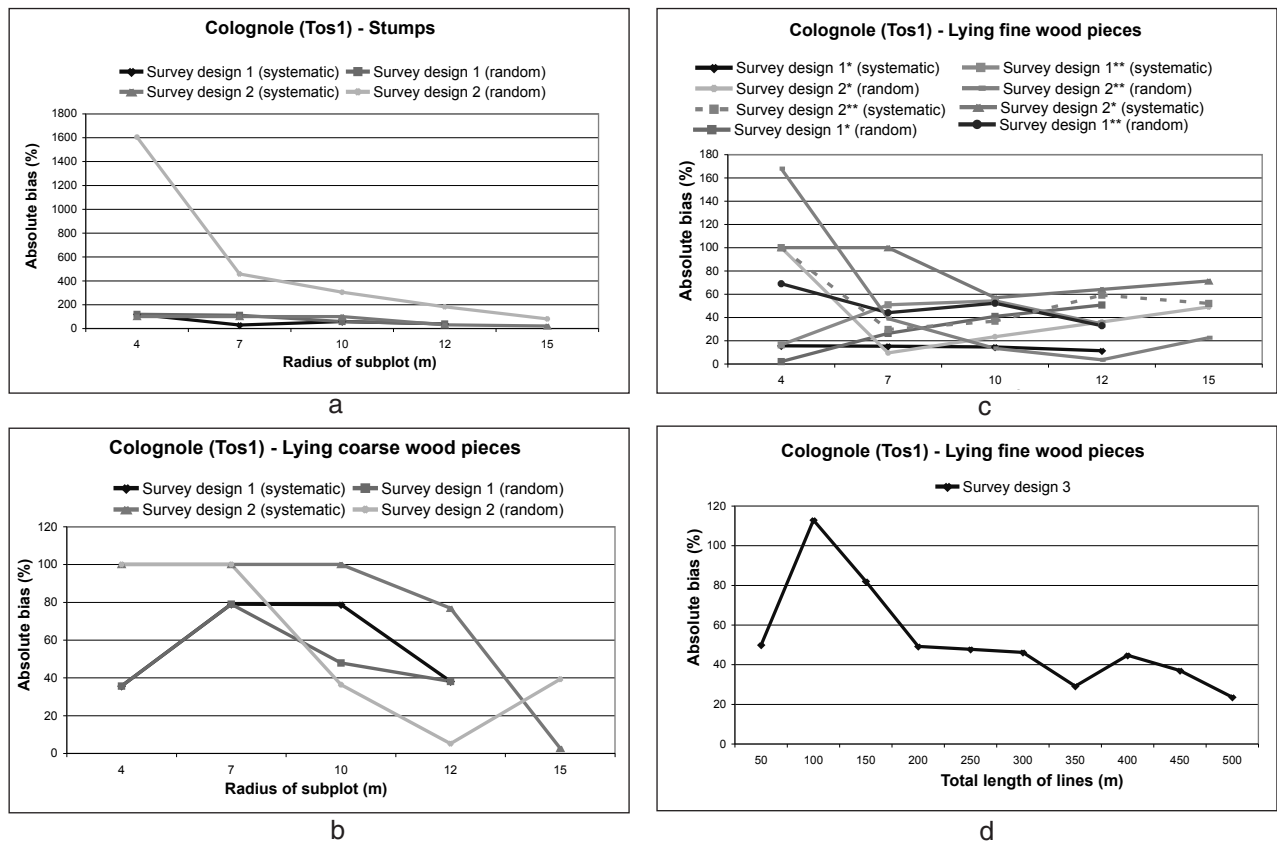 Colognole (Tos1) - Stumps
Survey design 1 (systematic) Survey design 1 (random)
Survey design 2 (systematic) Survey design 2 (random)
Absolute bias (%)
1800
1600
1400
1200
1000
800
600
400
200
0
4 7 10 12 15
Radius of subplot (m)
a
Colognole (Tos1) - Lying fine wood pieces
Survey design 1* (systematic) Survey design 1** (systematic)
Survey design 2* (random) Survey design 2** (random)
Survey design 2** (systematic) Survey design 2* (systematic)
Survey design 1* (random) Survey design 1** (random)
Absolute bias (%)
180
160
140
120
100
80
60
40
20
0
4 7 10 12 15
c
Colognole (Tos1) - Lying coarse wood pieces
Survey design 1 (systematic) Survey design 1 (random)
Survey design 2 (systematic) Survey design 2 (random)
Absolute bias (%)
120
100
80
60
40
20
0
4 7 10 12 15
Radius of subplot (m)
b
Colognole (Tos1) - Lying fine wood pieces
Survey design 3
Absolute bias (%)
120
100
80
60
40
20
0
50 100 150 200 250 300 350 400 450 500
Total length of lines (m)
d